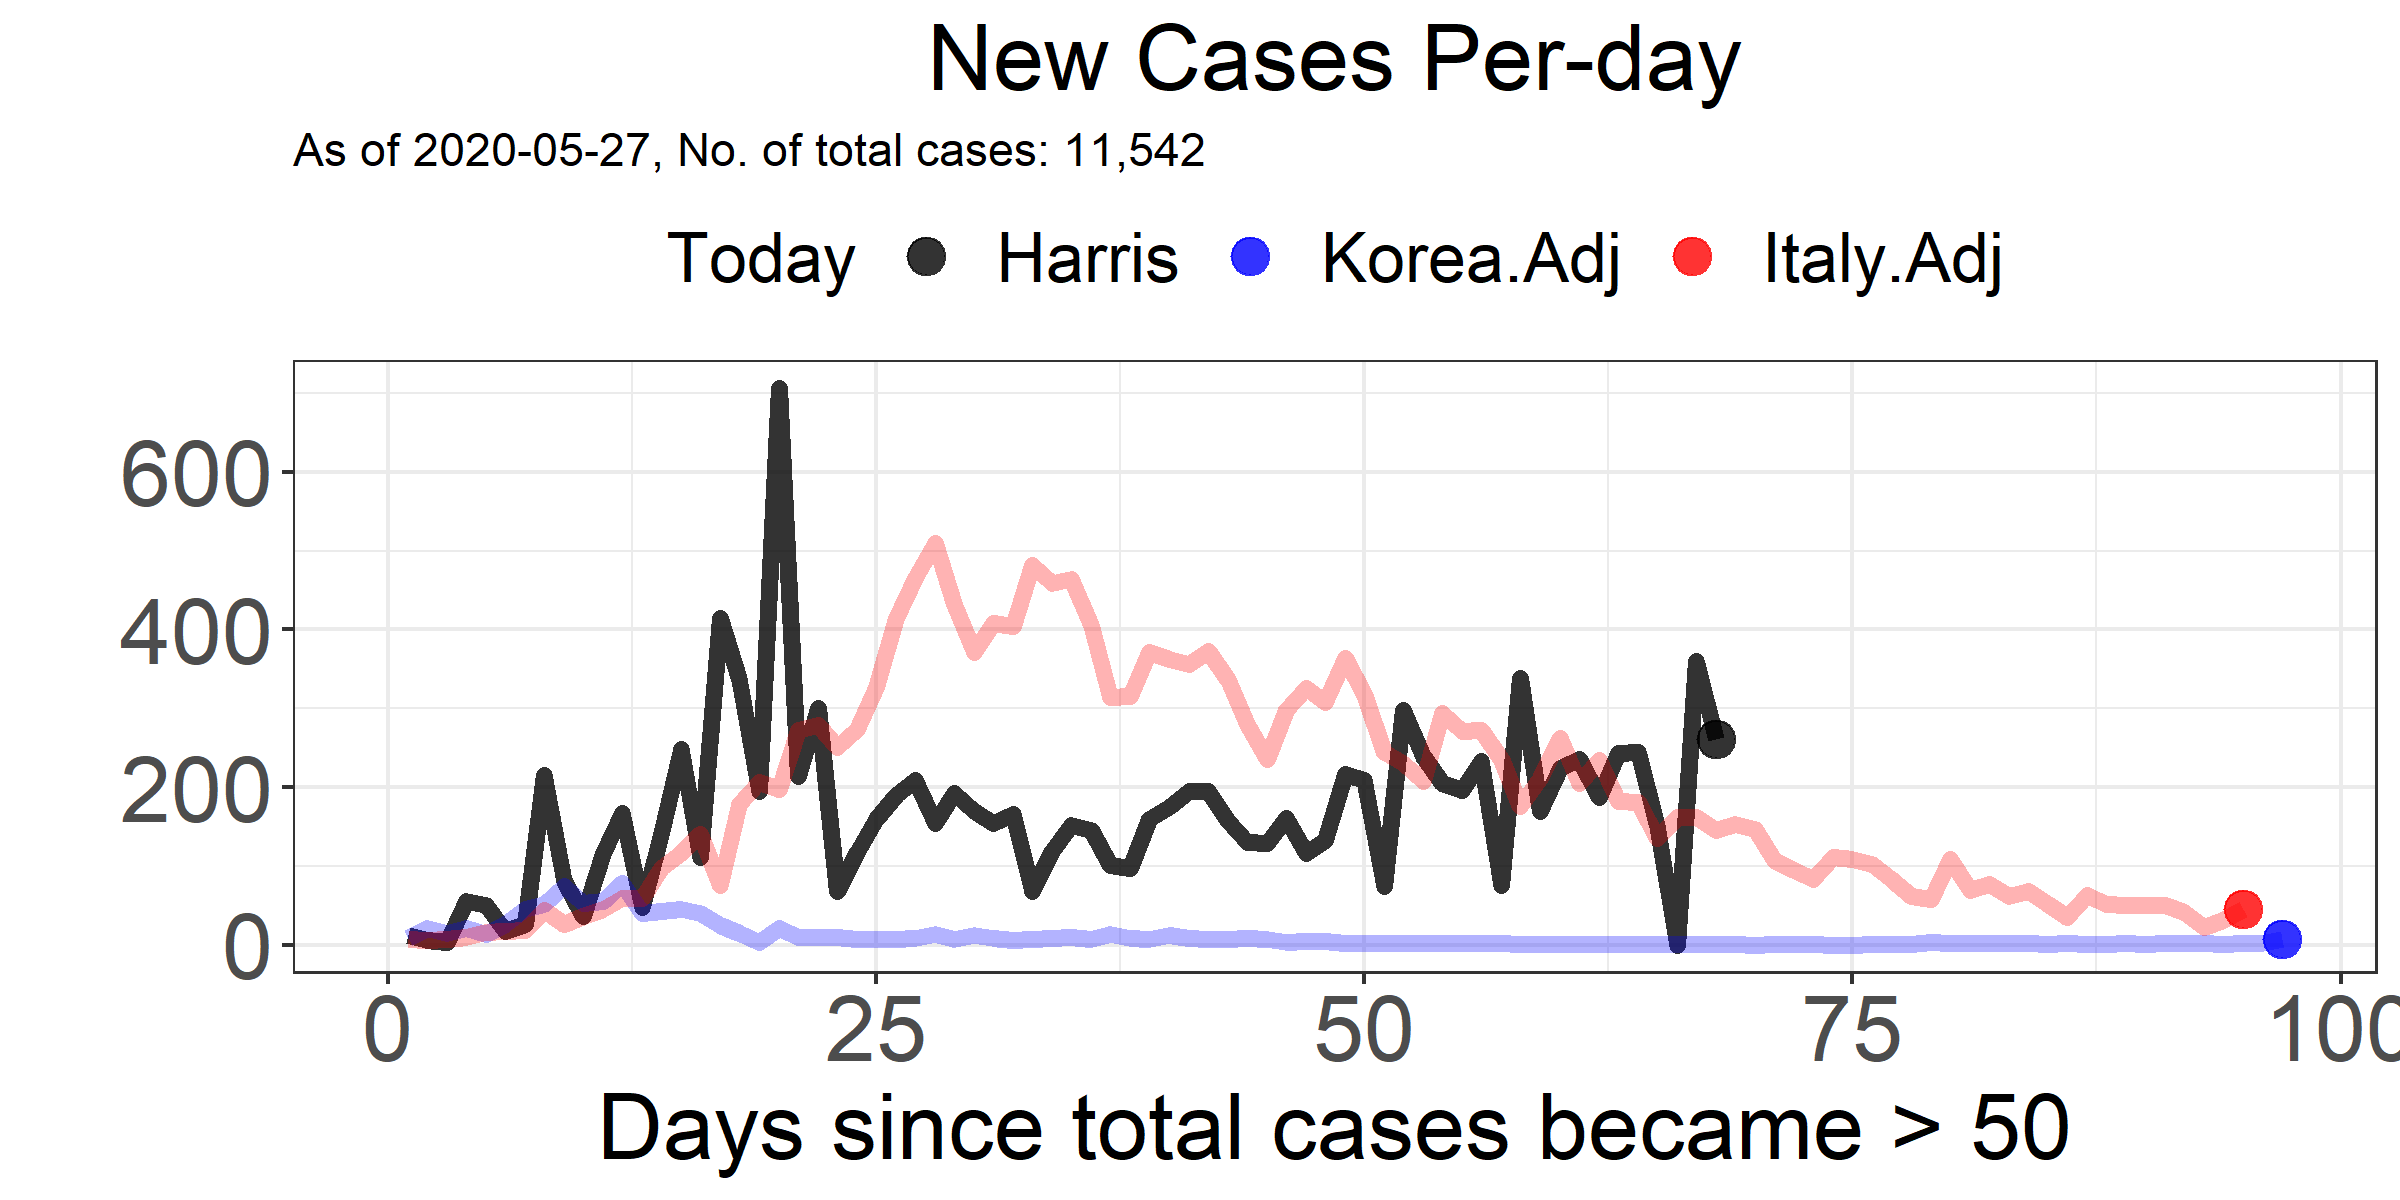 New Cases Per-day
As of 2020-05-27, No. of total cases: 11,542
Today Harris Korea.Adj Italy.Adj
600
400
200
0
0 25 50 75 100
Days since total cases became > 50